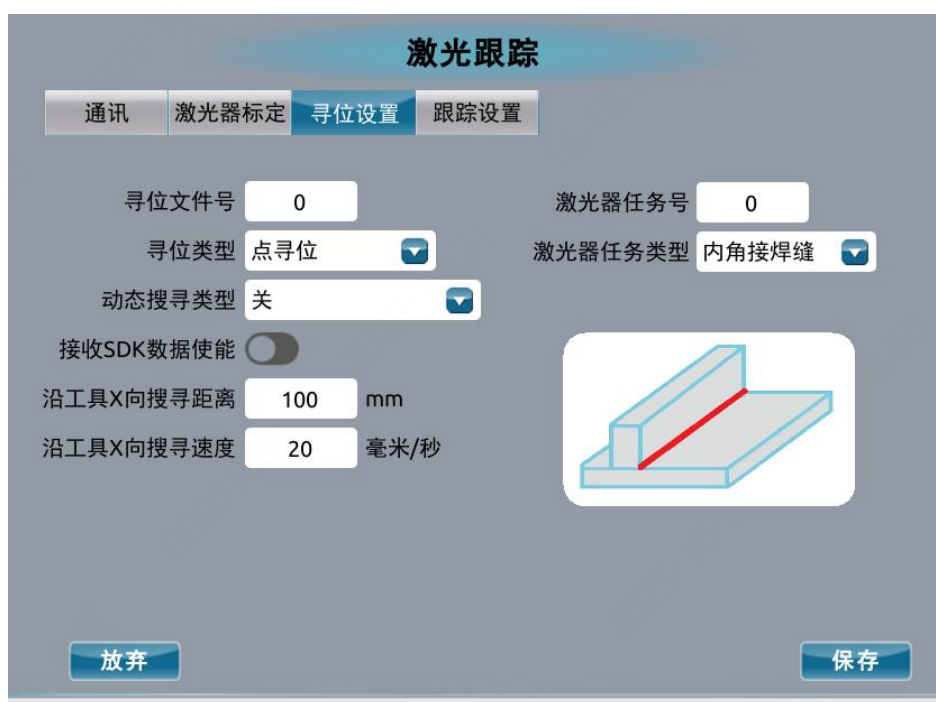 激光跟踪
通讯 激光器标定 寻位设置 跟踪设置
寻位文件号 0 激光器任务号 0
寻位类型 点寻位 激光器任务类型 内角接焊缝
动态搜寻类型 关
接收SDK数据使能
沿工具X向搜寻距离 100 mm
沿工具X向搜寻速度 20 毫米/秒
放弃 保存